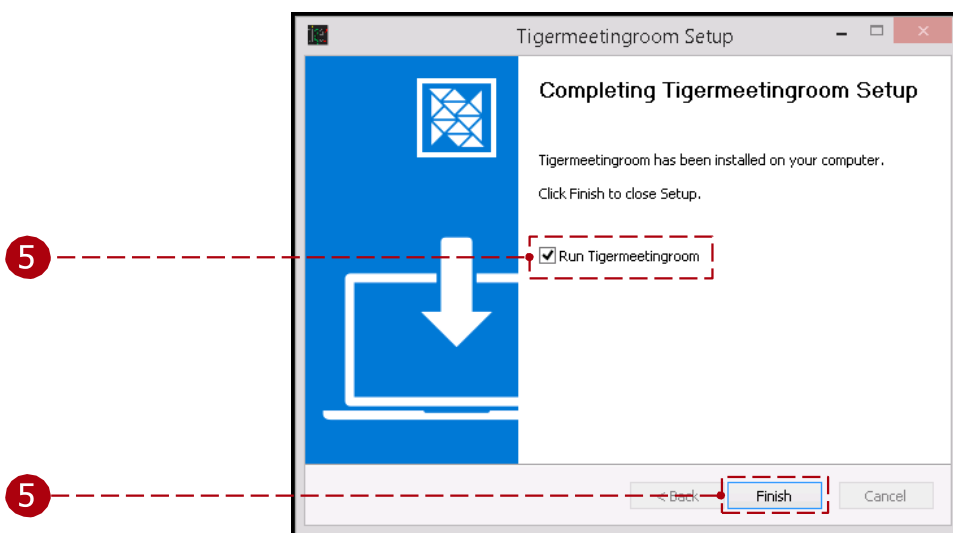 Tigermeetingroom Setup
Completing Tigermeetingroom Setup
Tigermeetingroom has been installed on your computer.
Click Finish to close Setup.
5
Run Tigermeetingroom
5
< Back
Finish
Cancel